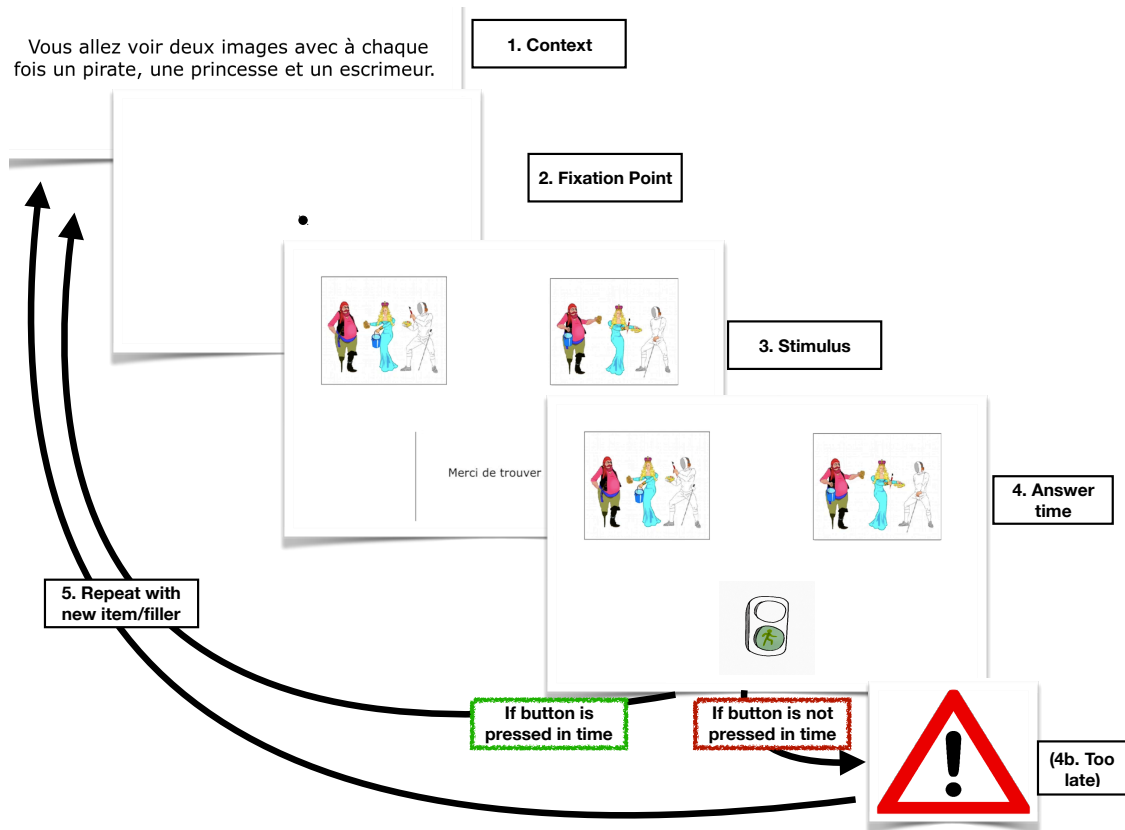 Vous allez voir deux images avec à chaque
fois un pirate, une princesse et un escrimeur.
1. Context
2. Fixation Point
3. Stimulus
Merci de trouver
4. Answer
time
5. Repeat with
new item/filler
If button is
pressed in time
If button is not
pressed in time
(4b. Too
late)